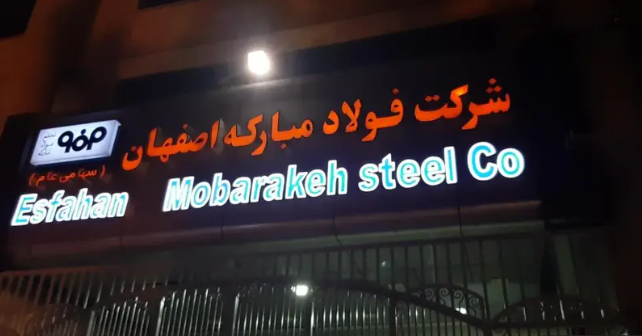 شرکت فولاد مبارکه اصفهان
(سهامی عام)
Esfahan Mobarakeh steel Co